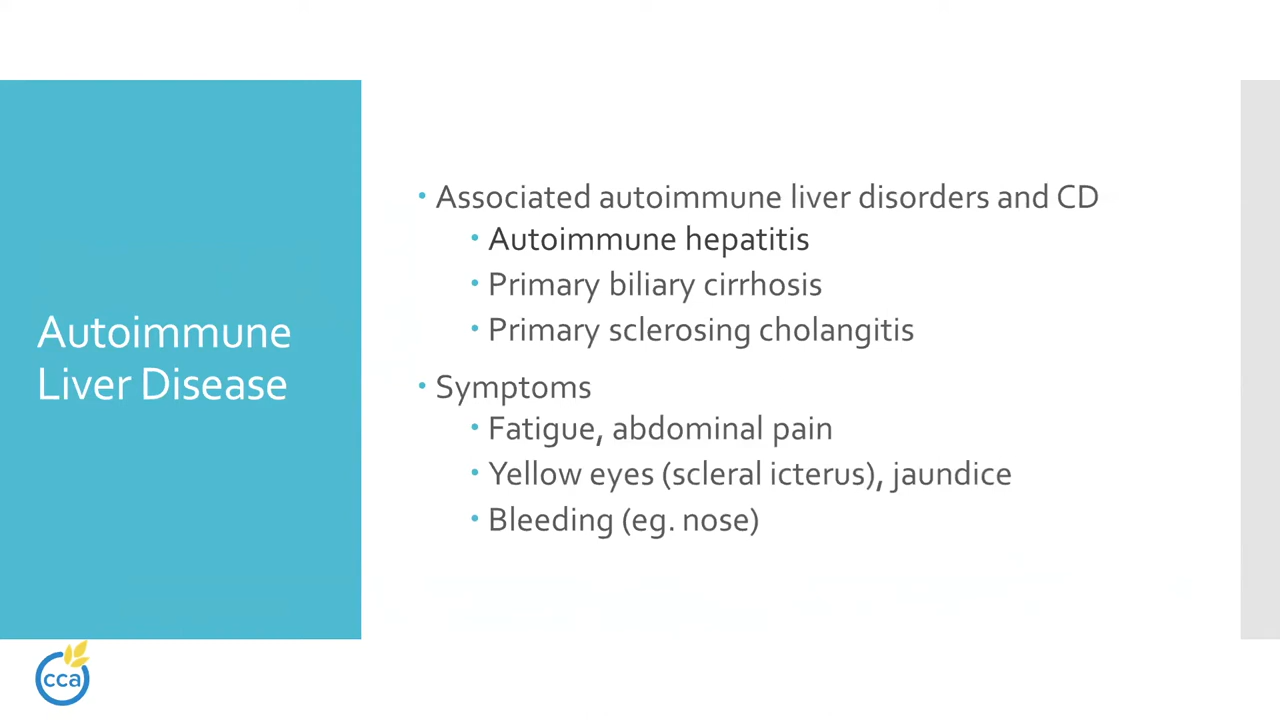 Autoimmune
Liver Disease
• Associated autoimmune liver disorders and CD
• Autoimmune hepatitis
• Primary biliary cirrhosis
• Primary sclerosing cholangitis
• Symptoms
• Fatigue, abdominal pain
• Yellow eyes (scleral icterus), jaundice
• Bleeding (eg. nose)
cca